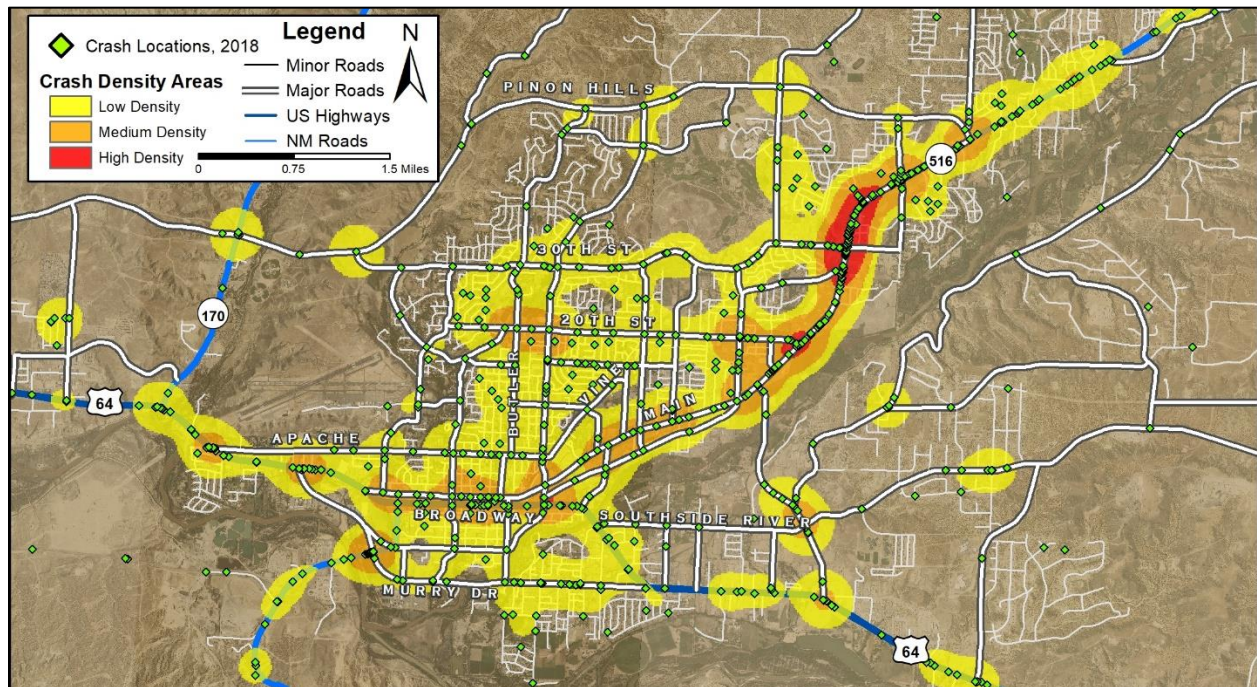 Legend
N
Crash Locations, 2018
Crash Density Areas
Low Density
Medium Density
High Density
Minor Roads
Major Roads
US Highways
NM Roads
0 0.75 1.5 Miles
PINON HILLS
516
30TH ST
170
20TH ST
BUTLER
VINE
MAIN
64
APACHE
BROADWAY
SOUTHSIDE RIVER
MURRY DR
64